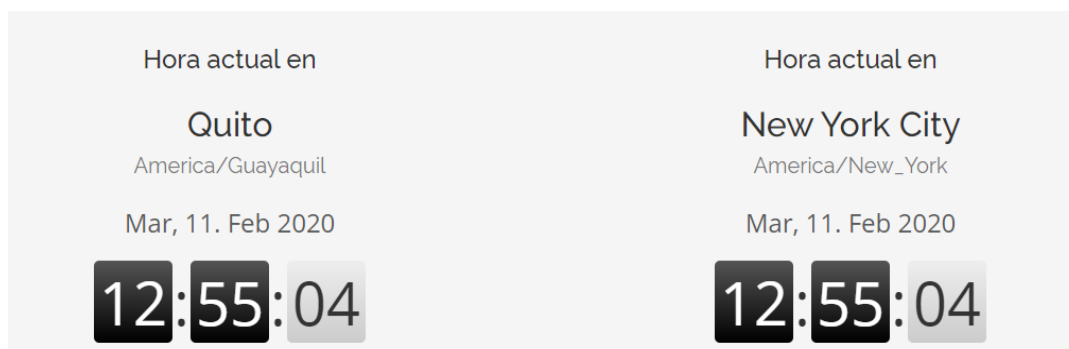 Hora actual en
Quito
America/Guayaquil
Mar, 11. Feb 2020
12:55:04
Hora actual en
New York City
America/New_York
Mar, 11. Feb 2020
12:55:04